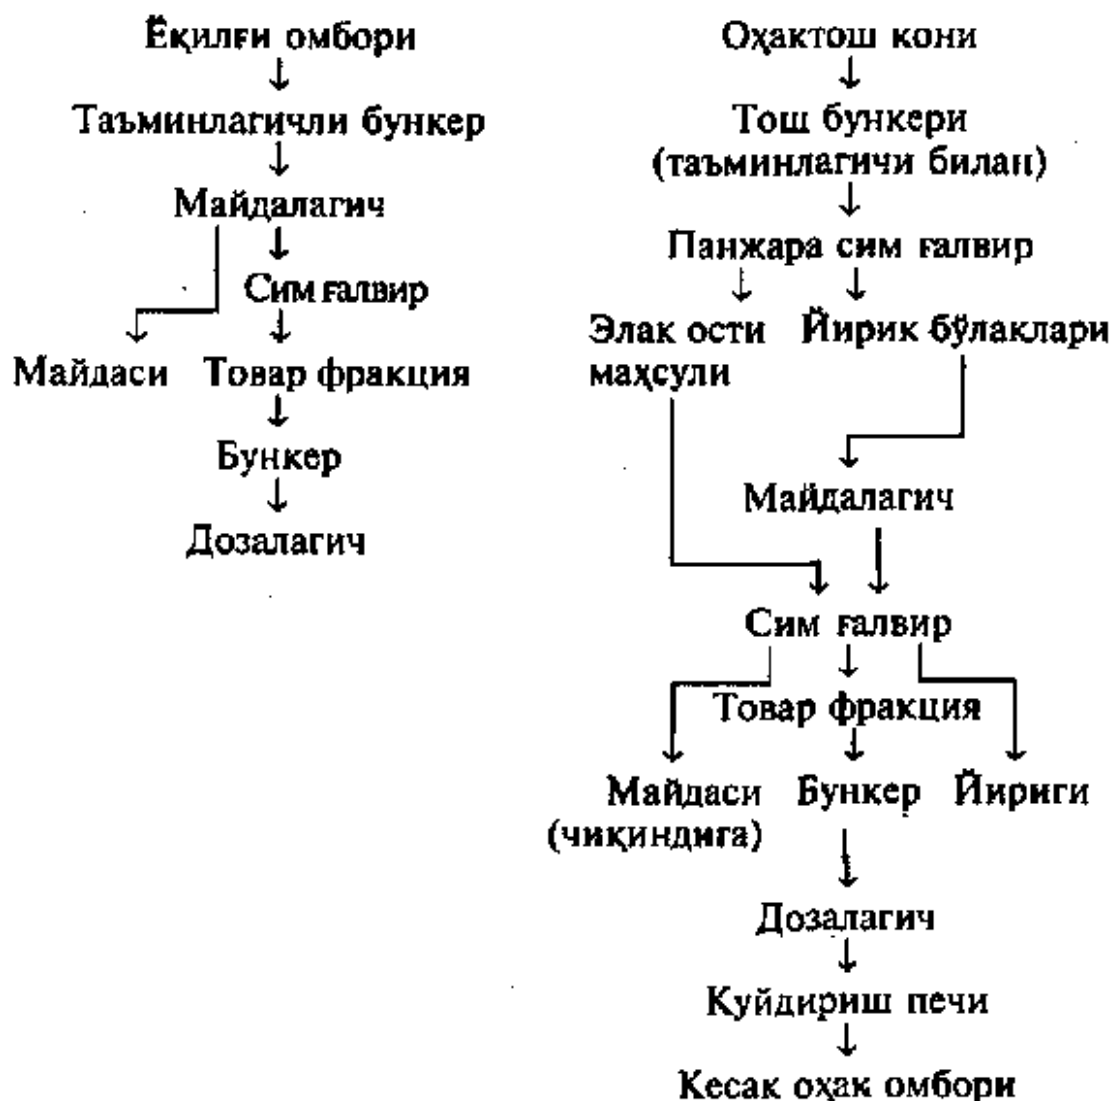 Ёқилғи омбори
Таъминлагичли бункер
Майдалагич
Сим ғалвир
Майдаси
Товар фракция
Бункер
Дозалагич
Оҳактош кони
Тош бункери
(таъминлагичи билан)
Панжара сим ғалвир
Элак ости
маҳсули
Йирик бўлаклари
Майдалагич
Сим ғалвир
Товар фракция
Майдаси
(чиқиндига)
Бункер
Йириги
Дозалагич
Куйдириш печи
Кесак оҳак омбори